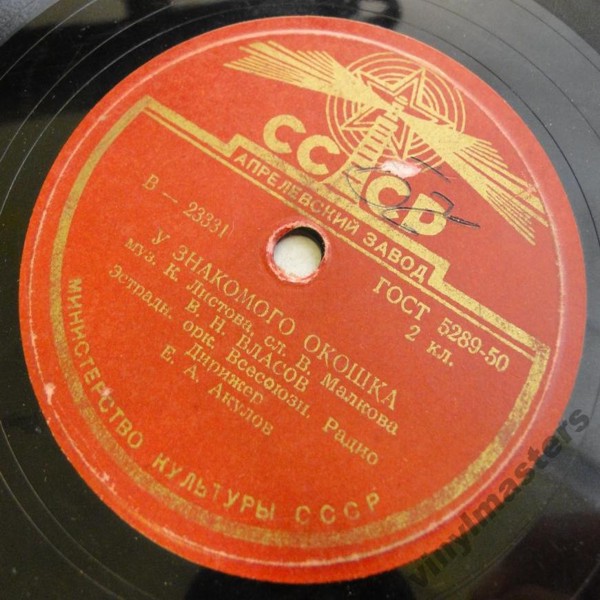 СССР
АПРЕЛЕВСКИЙ ЗАВОД
В — 23331
ГОСТ 5289-50
2 кл.
У ЗНАКОМОГО ОКОШКА
муз. К. Листова, сл. В. Малкова
В. Н. ВЛАСОВ
Эстрадн. орк. Всесоюзн. Радио
Дирижер
Е. А. Акулов
МИНИСТЕРСТВО КУЛЬТУРЫ СССР
vinylmasters